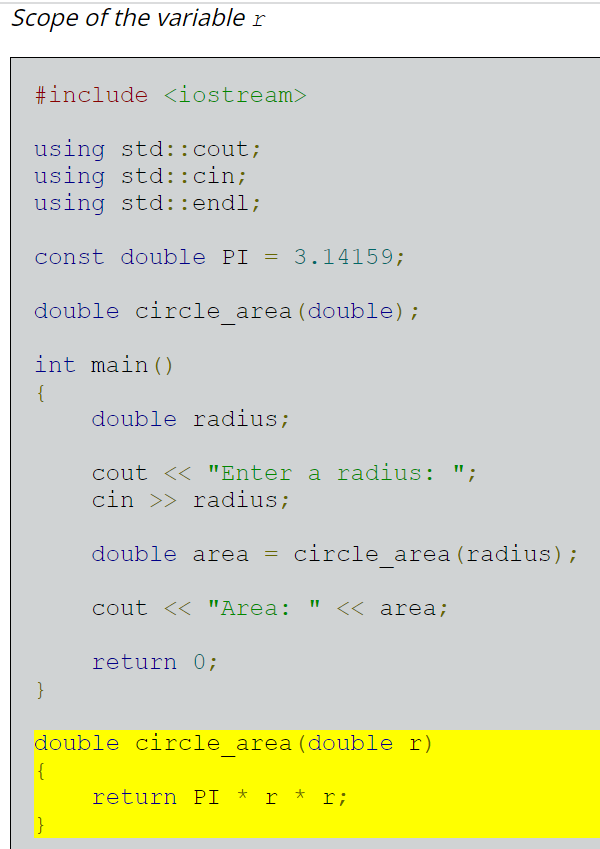 Scope of the variable r
#include <iostream>
using std::cout;
using std::cin;
using std::endl;
const double PI = 3.14159;
double circle_area(double);
int main()
{
    double radius;
    cout << "Enter a radius: ";
    cin >> radius;
    double area = circle_area(radius);
    cout << "Area: " << area;
    return 0;
}
double circle_area(double r)
{
    return PI * r * r;
}